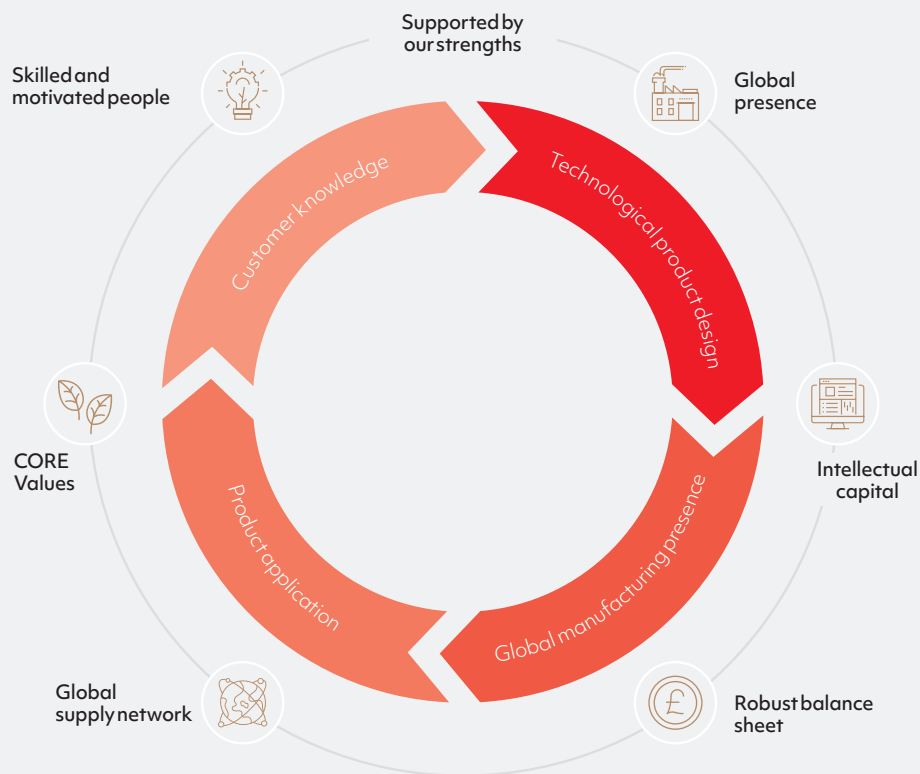 Supported by
our strengths
Skilled and
motivated people
Global
presence
Customer knowledge
Technological product design
CORE
Values
Intellectual
capital
Product application
Global manufacturing presence
Global
supply network
Robust balance
sheet
£